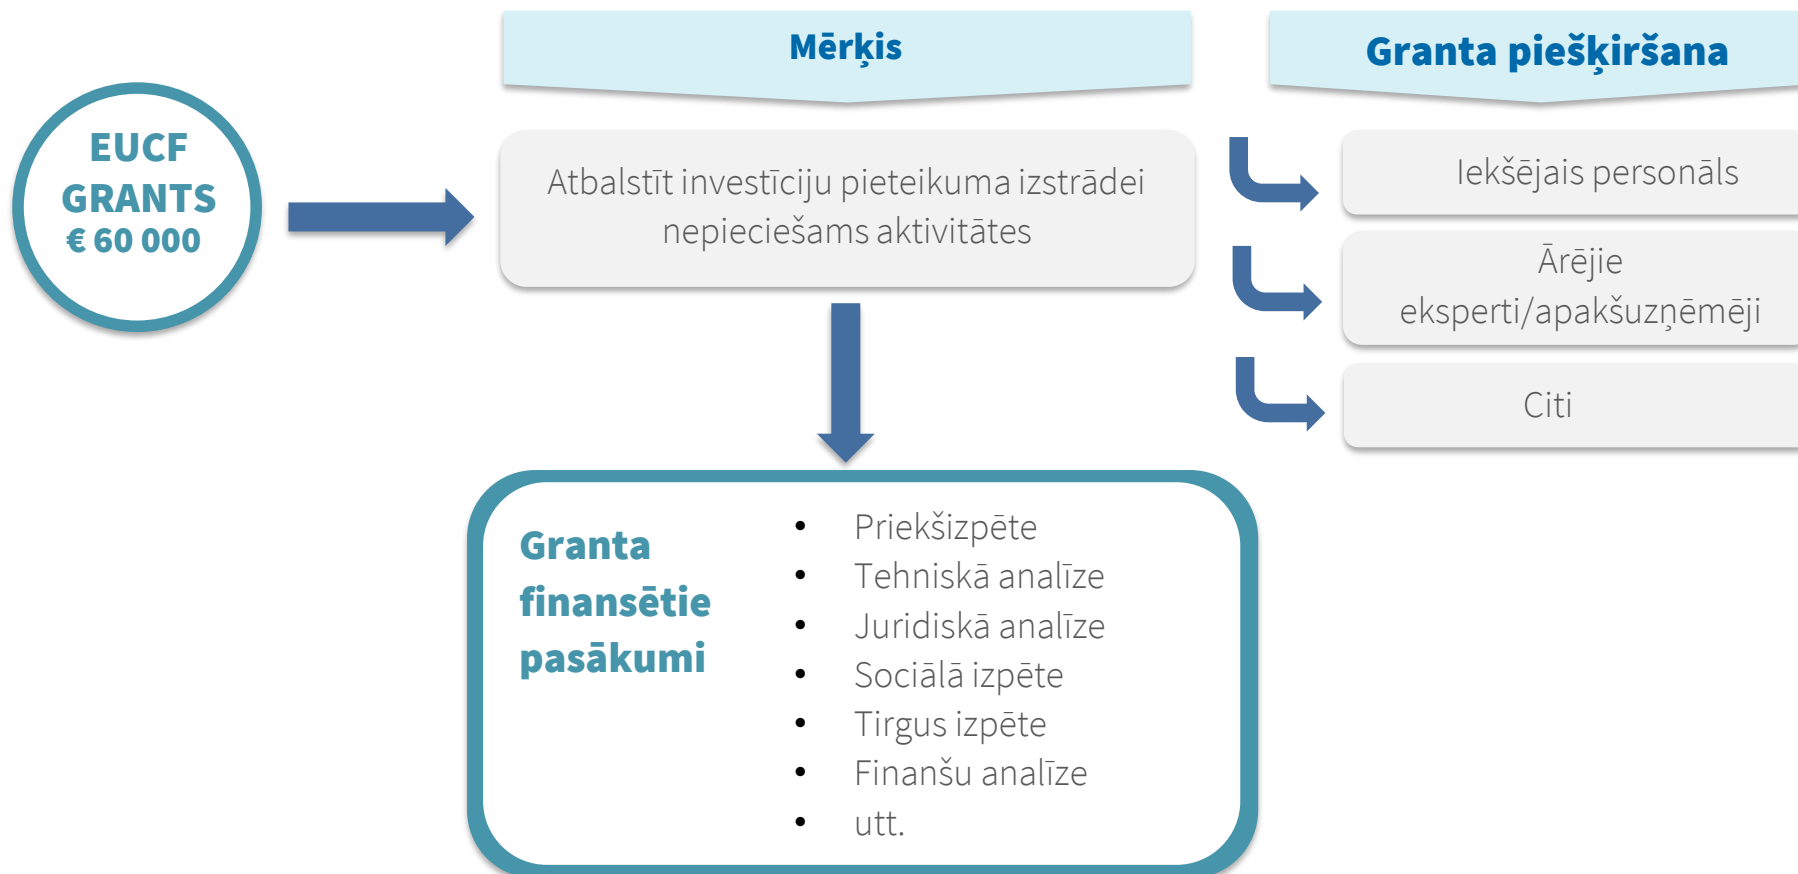 Mērķis
Granta piešķiršana
EUCF
GRANTS
€ 60 000
Atbalstīt investīciju pieteikuma izstrādei
nepieciešams aktivitātes
Iekšējais personāls
Ārējie
eksperti/apakšuzņēmēji
Citi
Granta
finansētie
pasākumi
• Priekšizpēte
• Tehniskā analīze
• Juridiskā analīze
• Sociālā izpēte
• Tirgus izpēte
• Finanšu analīze
• utt.